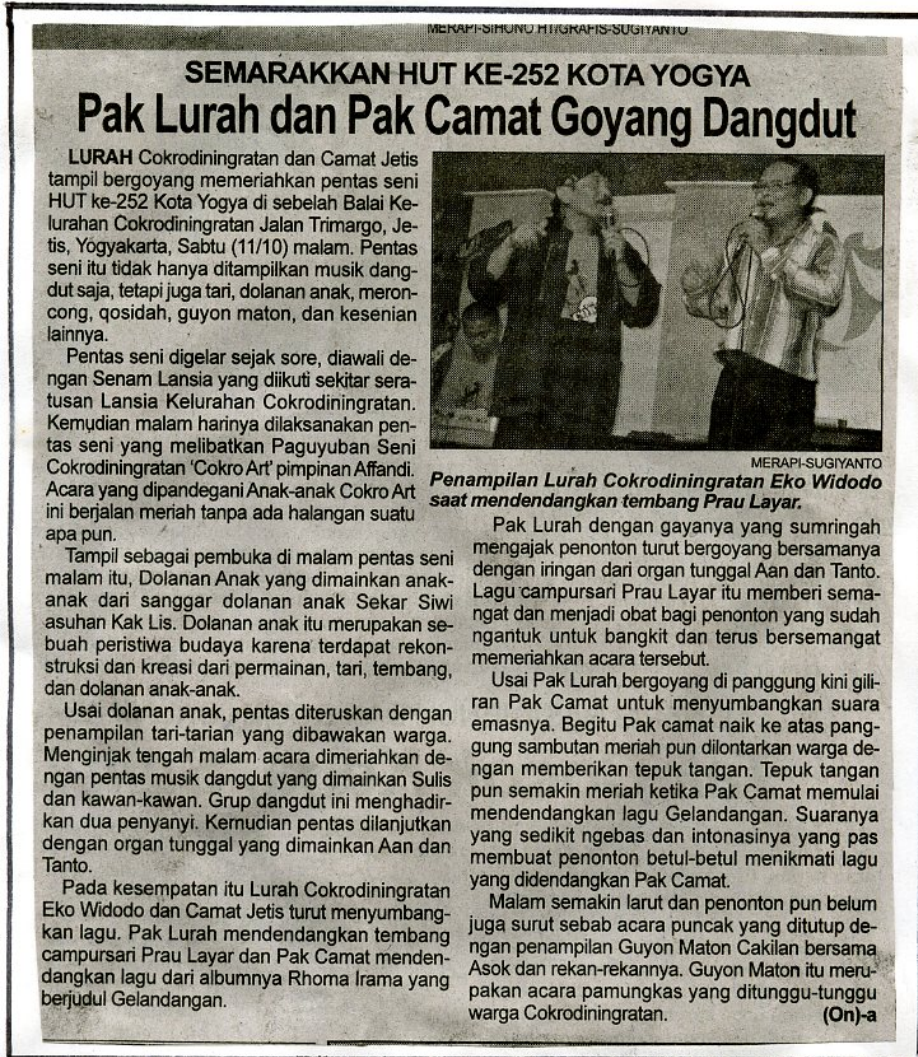 MERAPI-SIHONO HT/GRAFIS-SUGIYANTO
SEMARAKKAN HUT KE-252 KOTA YOGYA
Pak Lurah dan Pak Camat Goyang Dangdut
LURAH Cokrodiningratan dan Camat Jetis
tampil bergoyang memeriahkan pentas seni
HUT ke-252 Kota Yogya di sebelah Balai Ke-
lurahan Cokrodiningratan Jalan Trimargo, Je-
tis, Yogyakarta, Sabtu (11/10) malam. Pentas
seni itu tidak hanya ditampilkan musik dang-
dut saja, tetapi juga tari, dolanan anak, meron-
cong, qosidah, guyon maton, dan kesenian
lainnya.
Pentas seni digelar sejak sore, diawali de-
ngan Senam Lansia yang diikuti sekitar sera-
tusan Lansia Kelurahan Cokrodiningratan.
Kemudian malam harinya dilaksanakan pen-
tas seni yang melibatkan Paguyuban Seni
Cokrodiningratan 'Cokro Art' pimpinan Affandi.
Acara yang dipandegani Anak-anak Cokro Art
ini berjalan meriah tanpa ada halangan suatu
apa pun.
Tampil sebagai pembuka di malam pentas seni
malam itu, Dolanan Anak yang dimainkan anak-
anak dari sanggar dolanan anak Sekar Siwi
asuhan Kak Lis. Dolanan anak itu merupakan se-
buah peristiwa budaya karena terdapat rekon-
struksi dan kreasi dari permainan, tari, tembang,
dan dolanan anak-anak.
Usai dolanan anak, pentas diteruskan dengan
penampilan tari-tarian yang dibawakan warga.
Menginjak tengah malam acara dimeriahkan de-
ngan pentas musik dangdut yang dimainkan Sulis
dan kawan-kawan. Grup dangdut ini menghadir-
kan dua penyanyi. Kemudian pentas dilanjutkan
dengan organ tunggal yang dimainkan Aan dan
Tanto.
Pada kesempatan itu Lurah Cokrodiningratan
Eko Widodo dan Camat Jetis turut menyumbang-
kan lagu. Pak Lurah mendendangkan tembang
campursari Prau Layar dan Pak Camat menden-
dangkan lagu dari albumnya Rhoma Irama yang
berjudul Gelandangan.
MERAPI-SUGIYANTO
Penampilan Lurah Cokrodiningratan Eko Widodo
saat mendendangkan tembang Prau Layar.
Pak Lurah dengan gayanya yang sumringah
mengajak penonton turut bergoyang bersamanya
dengan iringan dari organ tunggal Aan dan Tanto.
Lagu campursari Prau Layar itu memberi sema-
ngat dan menjadi obat bagi penonton yang sudah
ngantuk untuk bangkit dan terus bersemangat
memeriahkan acara tersebut.
Usai Pak Lurah bergoyang di panggung kini gili-
ran Pak Camat untuk menyumbangkan suara
emasnya. Begitu Pak camat naik ke atas pang-
gung sambutan meriah pun dilontarkan warga de-
ngan memberikan tepuk tangan. Tepuk tangan
pun semakin meriah ketika Pak Camat memulai
mendendangkan lagu Gelandangan. Suaranya
yang sedikit ngebas dan intonasinya yang pas
membuat penonton betul-betul menikmati lagu
yang didendangkan Pak Camat.
Malam semakin larut dan penonton pun belum
juga surut sebab acara puncak yang ditutup de-
ngan penampilan Guyon Maton Cakilan bersama
Asok dan rekan-rekannya. Guyon Maton itu meru-
pakan acara pamungkas yang ditunggu-tunggu
warga Cokrodiningratan. (On)-a